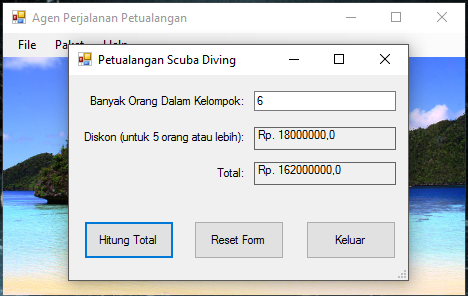 Agen Perjalanan Petualangan
File Paket Help
Petualangan Scuba Diving
Banyak Orang Dalam Kelompok: 6
Diskon (untuk 5 orang atau lebih): Rp. 18000000,0
Total: Rp. 162000000,0
Hitung Total Reset Form Keluar